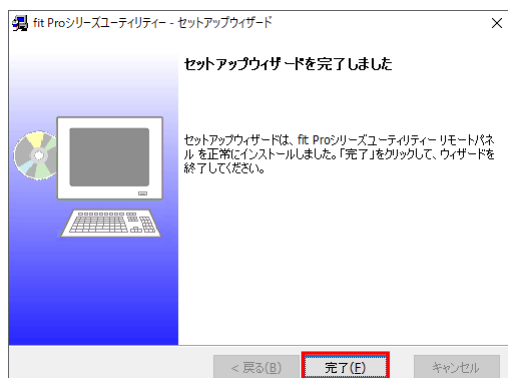 fit Proシリーズユーティリティー - セットアップウィザード
セットアップウィザードを完了しました
セットアップウィザードは、fit Proシリーズユーティリティー リモートパネ
ル を正常にインストールしました。「完了」をクリックして、ウィザードを
終了してください。
< 戻る(B) 完了(F) キャンセル